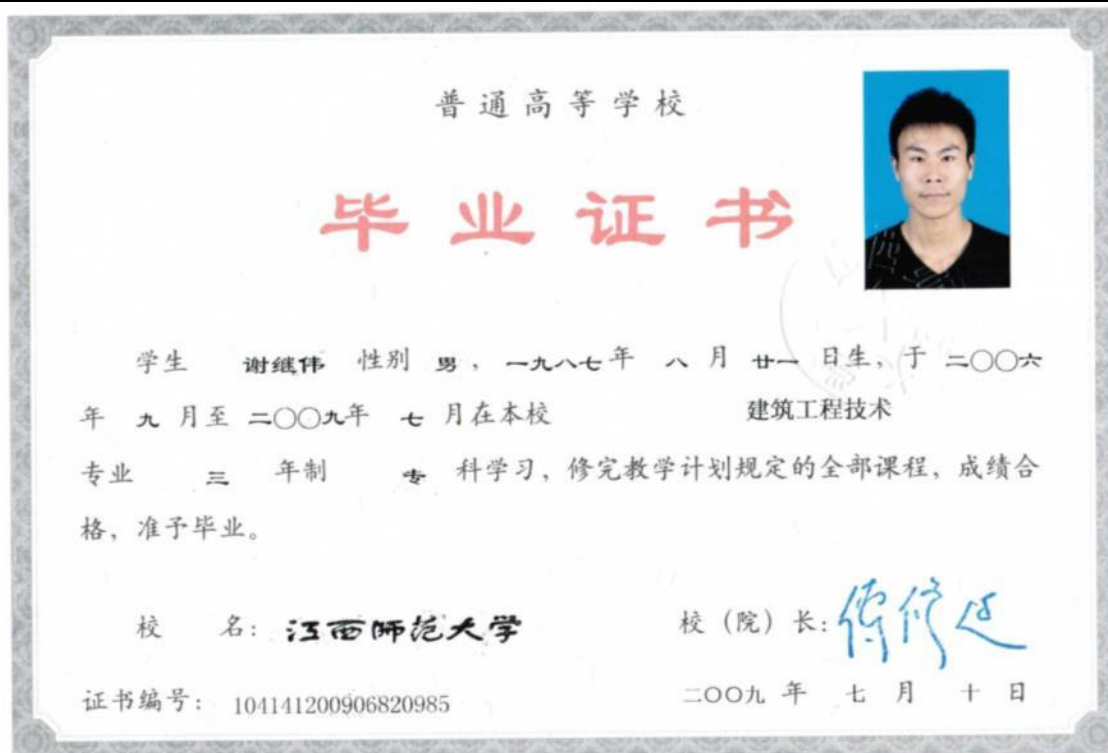 普通高等学校
毕业证书
学生 谢继伟 性别 男，一九八七年 八 月 廿一 日生，于 二〇〇六
年 九 月至 二〇〇九年 七 月在本校 建筑工程技术
专业 三 年制 专 科学习，修完教学计划规定的全部课程，成绩合
格，准予毕业。
校 名：江西师范大学 校（院）长：
证书编号：104141200906820985 二〇〇九 年 七 月 十 日